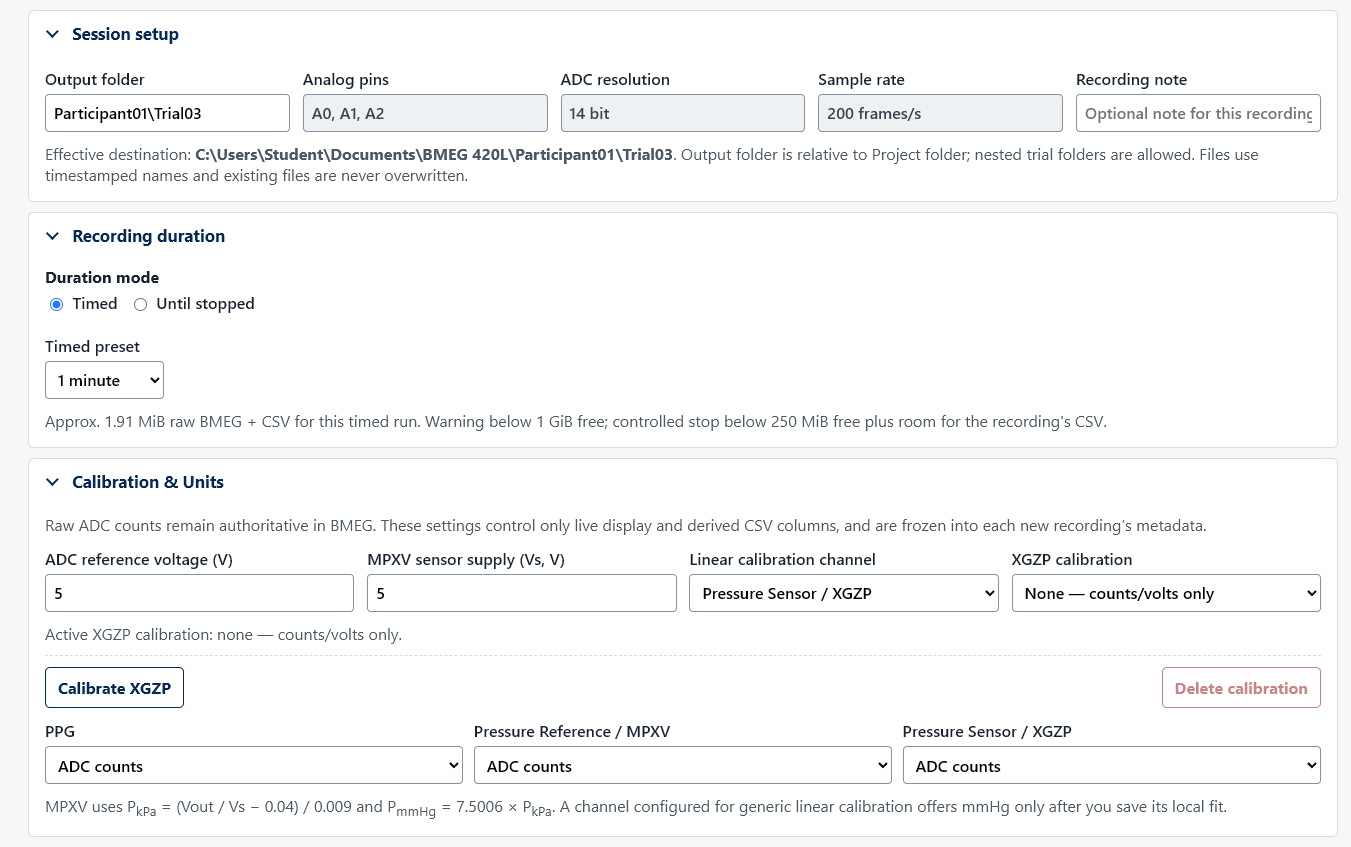 Session setup
Output folder
Analog pins
ADC resolution
Sample rate
Recording note
Participant01\Trial03
A0, A1, A2
14 bit
200 frames/s
Optional note for this recording
Effective destination: C:\Users\Student\Documents\BMEG 420L\Participant01\Trial03. Output folder is relative to Project folder; nested trial folders are allowed. Files use
timestamped names and existing files are never overwritten.
Recording duration
Duration mode
Timed
Until stopped
Timed preset
1 minute
Approx. 1.91 MiB raw BMEG + CSV for this timed run. Warning below 1 GiB free; controlled stop below 250 MiB free plus room for the recording's CSV.
Calibration & Units
Raw ADC counts remain authoritative in BMEG. These settings control only live display and derived CSV columns, and are frozen into each new recording’s metadata.
ADC reference voltage (V)
MPXV sensor supply (Vs, V)
Linear calibration channel
XGZP calibration
5
5
Pressure Sensor / XGZP
None — counts/volts only
Active XGZP calibration: none — counts/volts only.
Calibrate XGZP
Delete calibration
PPG
Pressure Reference / MPXV
Pressure Sensor / XGZP
ADC counts
ADC counts
ADC counts
MPXV uses PkPa = (Vout / Vs − 0.04) / 0.009 and PmmHg = 7.5006 × PkPa. A channel configured for generic linear calibration offers mmHg only after you save its local fit.